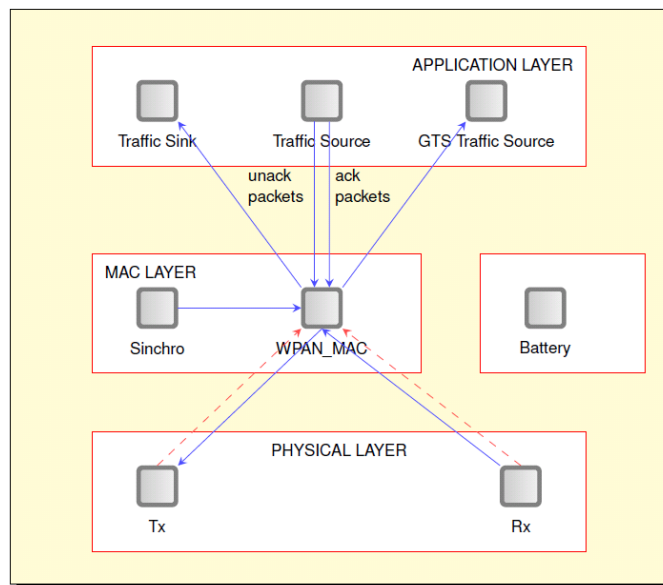 APPLICATION LAYER
Traffic Sink
Traffic Source
GTS Traffic Source
unack
packets
ack
packets
MAC LAYER
Sinchro
WPAN_MAC
Battery
PHYSICAL LAYER
Tx
Rx